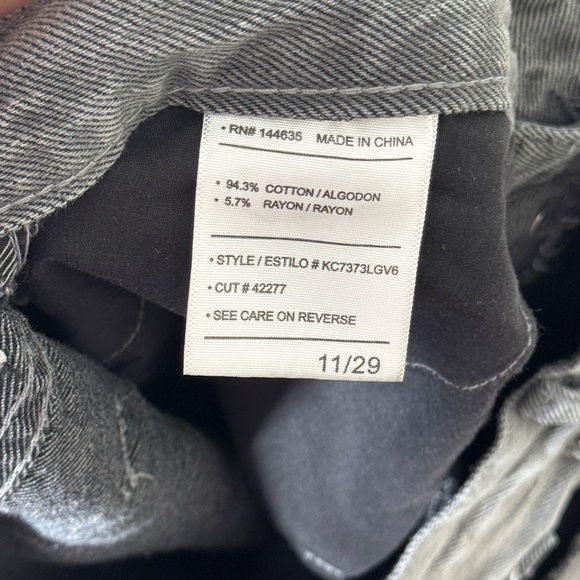 • RN# 144635 MADE IN CHINA
• 94.3% COTTON / ALGODON
• 5.7% RAYON / RAYON
• STYLE / ESTILO # KC7373LGV6
• CUT # 42277
• SEE CARE ON REVERSE
11/29